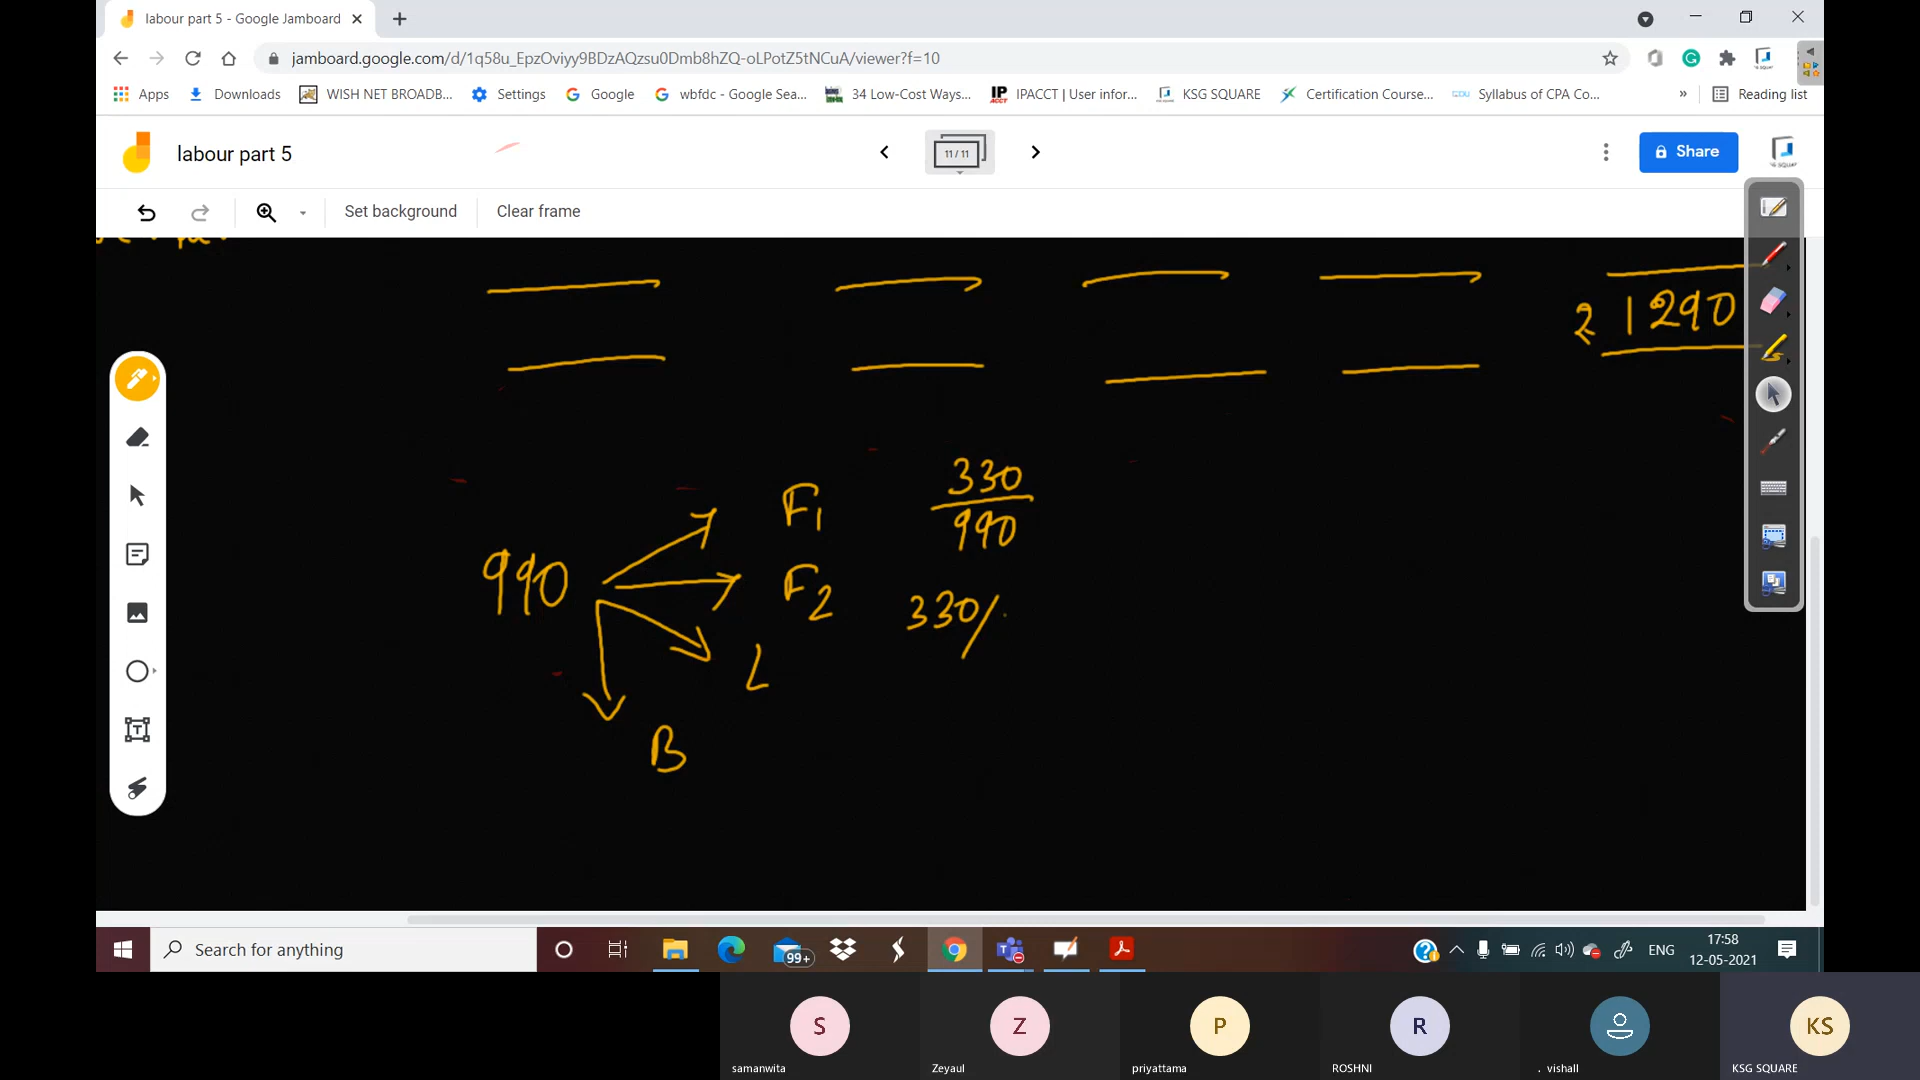 labour part 5 - Google Jamboard
jamboard.google.com/d/1q58u_EpzOviyy9BDzAQzsu0Dmb8hZQ-oLPotZ5tNCuA/viewer?f=10
Apps Downloads WISH NET BROADB... Settings Google wbfdc - Google Sea... 34 Low-Cost Ways... IPACCT | User infor... KSG SQUARE Certification Course... Syllabus of CPA Co... » Reading list
labour part 5
11 / 11
Share
Set background Clear frame
1290
F1 330
990
990
F2 330/
L
B
Search for anything
99+
ENG
17:58
12-05-2021
S Z P R KS
samanwita Zeyaul priyattama ROSHNI . vishall KSG SQUARE